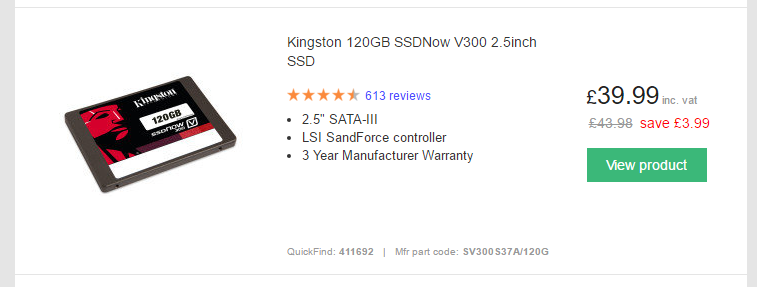 Kingston 120GB SSDNow V300 2.5inch
SSD
613 reviews
2.5" SATA-III
LSI SandForce controller
3 Year Manufacturer Warranty
£39.99 inc. vat
£43.98 save £3.99
View product
Kingston
120GB
SSDNOW V
QuickFind: 411692 | Mfr part code: SV300S37A/120G